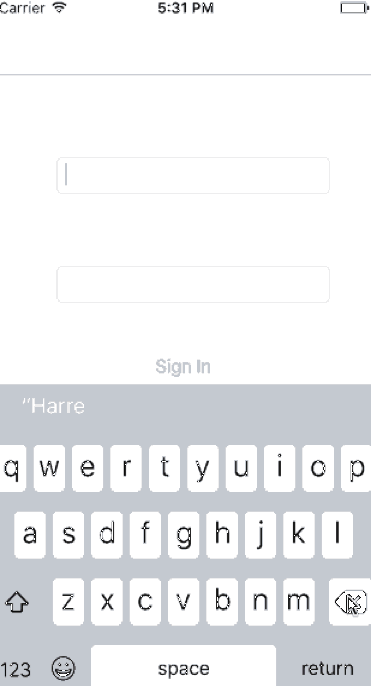 Carrier 5:31 PM
Sign In
“Harre
q w e r t y u i o p
a s d f g h j k l
z x c v b n m
123 space return